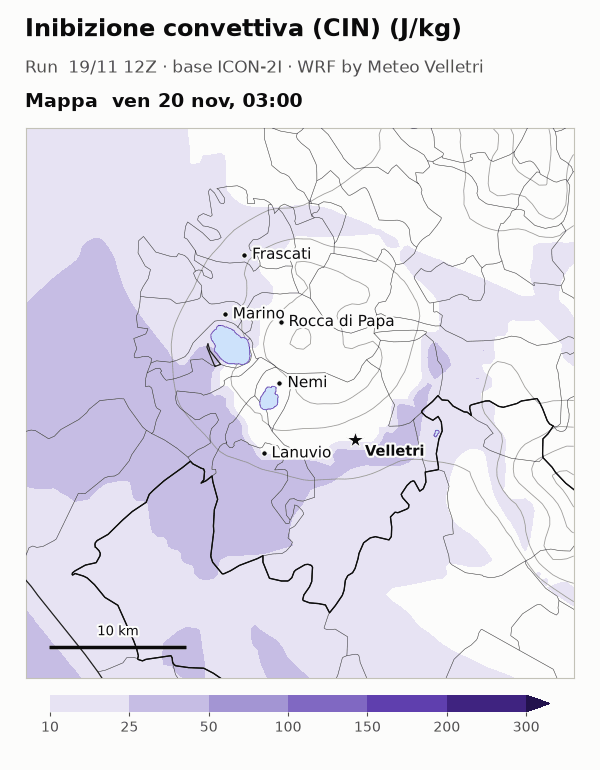 Inibizione convettiva (CIN) (J/kg)
Run 19/11 12Z · base ICON-2I · WRF by Meteo Velletri
Mappa ven 20 nov, 03:00
Frascati
Marino
Rocca di Papa
Nemi
Velletri
Lanuvio
10 km
10 25 50 100 150 200 300